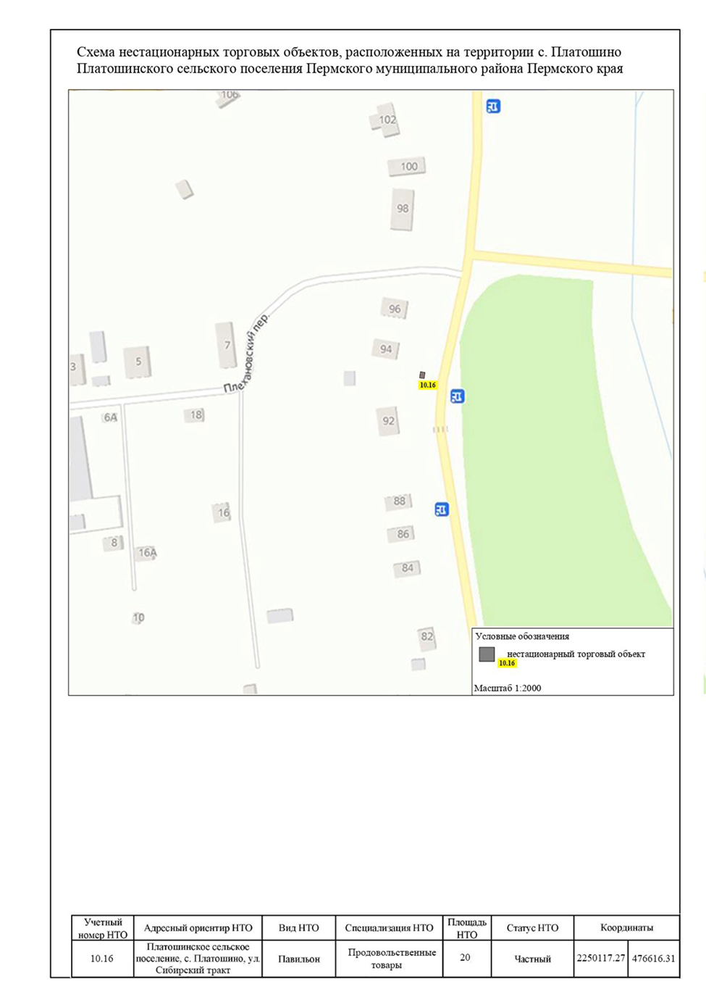 Схема нестационарных торговых объектов, расположенных на территории с. Платошино
Платошинского сельского поселения Пермского муниципального района Пермского края
106
102
100
98
96
94
10.16
92
Плехановский пер.
7
5
3
6А
18
16
8
16А
10
88
86
84
82
Условные обозначения
нестационарный торговый объект
10.16
Масштаб 1:2000
Учетный номер НТО
Адресный ориентир НТО
Вид НТО
Специализация НТО
Площадь НТО
Статус НТО
Координаты
10.16
Платошинское сельское
поселение, с. Платошино, ул.
Сибирский тракт
Павильон
Продовольственные
товары
20
Частный
2250117.27
476616.31